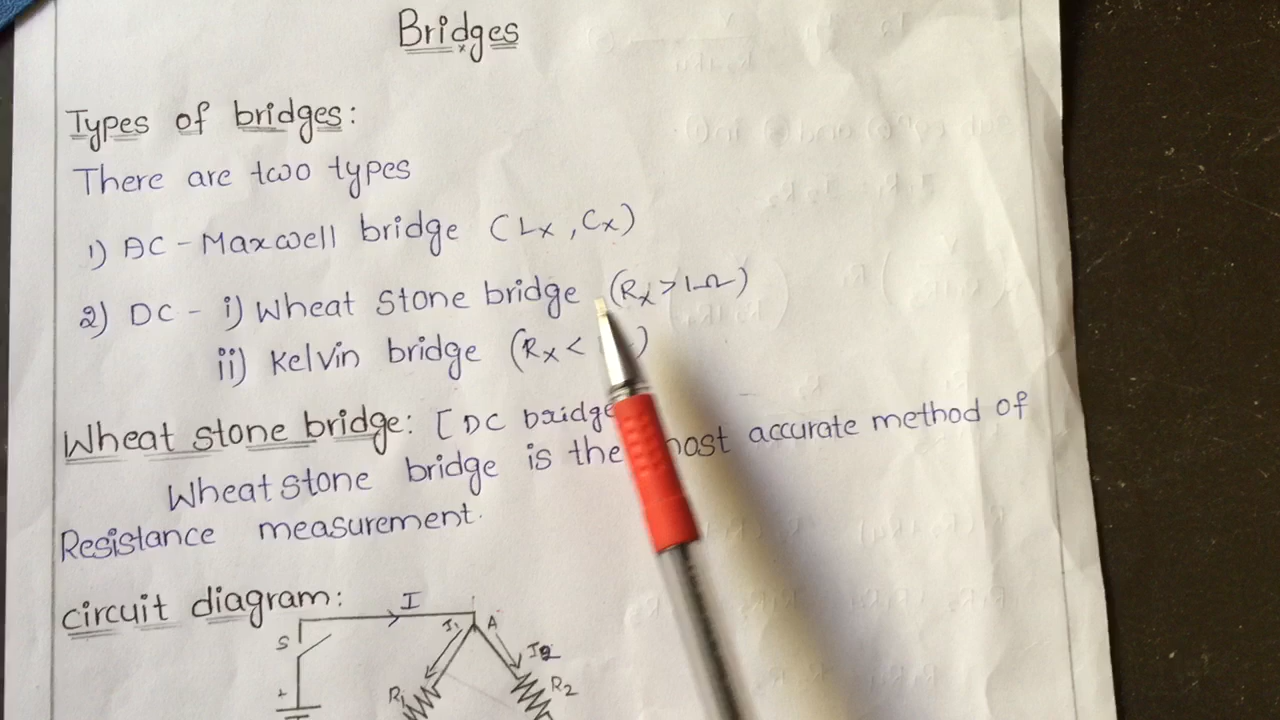 Bridges
Types of bridges:
There are two types
1) AC - Maxwell bridge (Lx, Cx)
2) DC - i) Wheat Stone bridge (Rx > 1Ω)
ii) Kelvin bridge (Rx < )
Wheat stone bridge: [DC bridge
Wheat stone bridge is the most accurate method of
Resistance measurement.
circuit diagram:
I
S
I1 A
I2
+
R1
R2